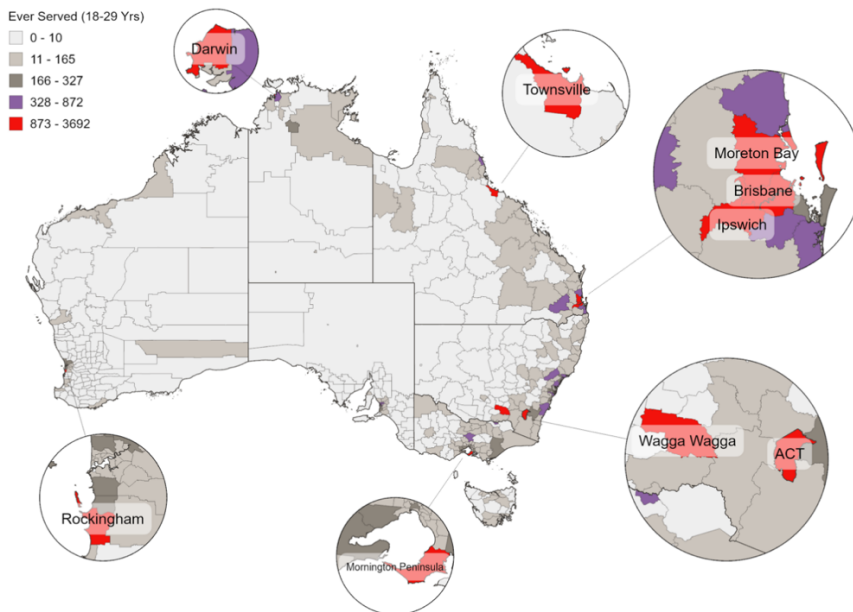 Ever Served (18-29 Yrs)
0 - 10
11 - 165
166 - 327
328 - 872
873 - 3692
Darwin
Townsville
Moreton Bay
Brisbane
Ipswich
Wagga Wagga
ACT
Rockingham
Mornington Peninsula